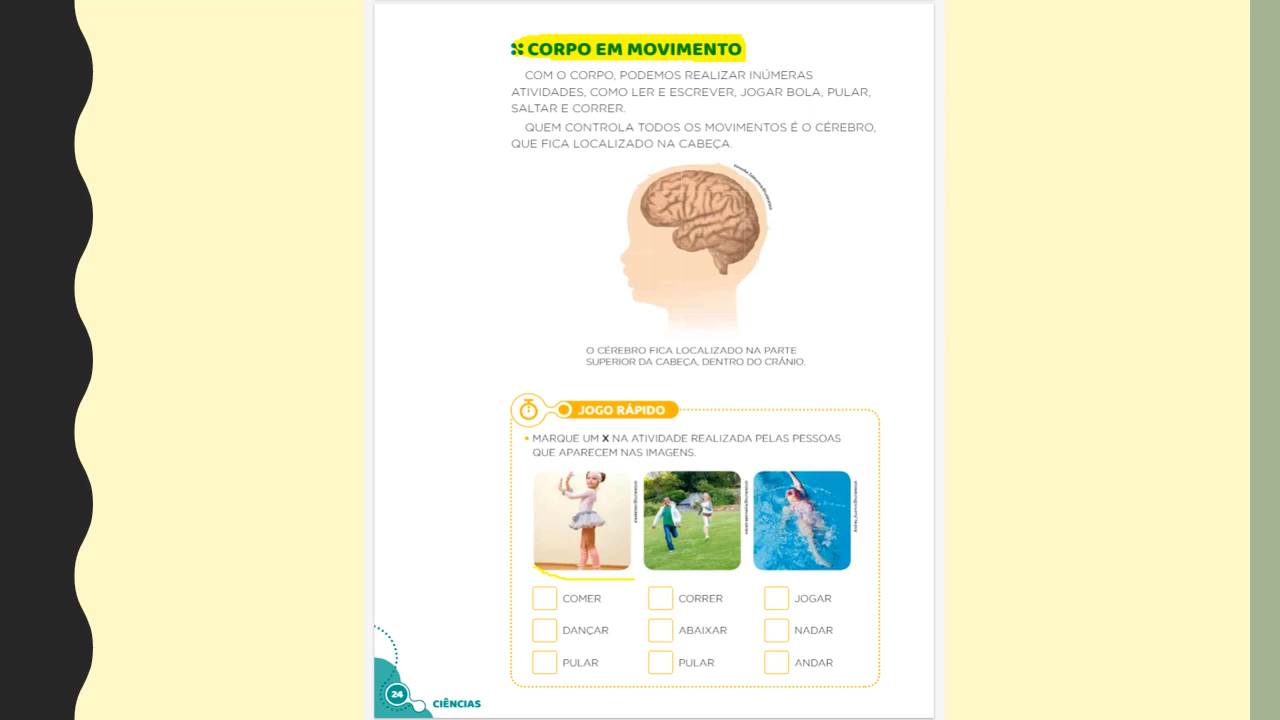 CORPO EM MOVIMENTO
COM O CORPO, PODEMOS REALIZAR INÚMERAS
ATIVIDADES, COMO LER E ESCREVER, JOGAR BOLA, PULAR,
SALTAR E CORRER.
QUEM CONTROLA TODOS OS MOVIMENTOS É O CÉREBRO,
QUE FICA LOCALIZADO NA CABEÇA.
O CÉREBRO FICA LOCALIZADO NA PARTE
SUPERIOR DA CABEÇA, DENTRO DO CRÂNIO.
JOGO RÁPIDO
• MARQUE UM X NA ATIVIDADE REALIZADA PELAS PESSOAS
QUE APARECEM NAS IMAGENS.
COMER CORRER JOGAR
DANÇAR ABAIXAR NADAR
PULAR PULAR ANDAR
24 CIÊNCIAS